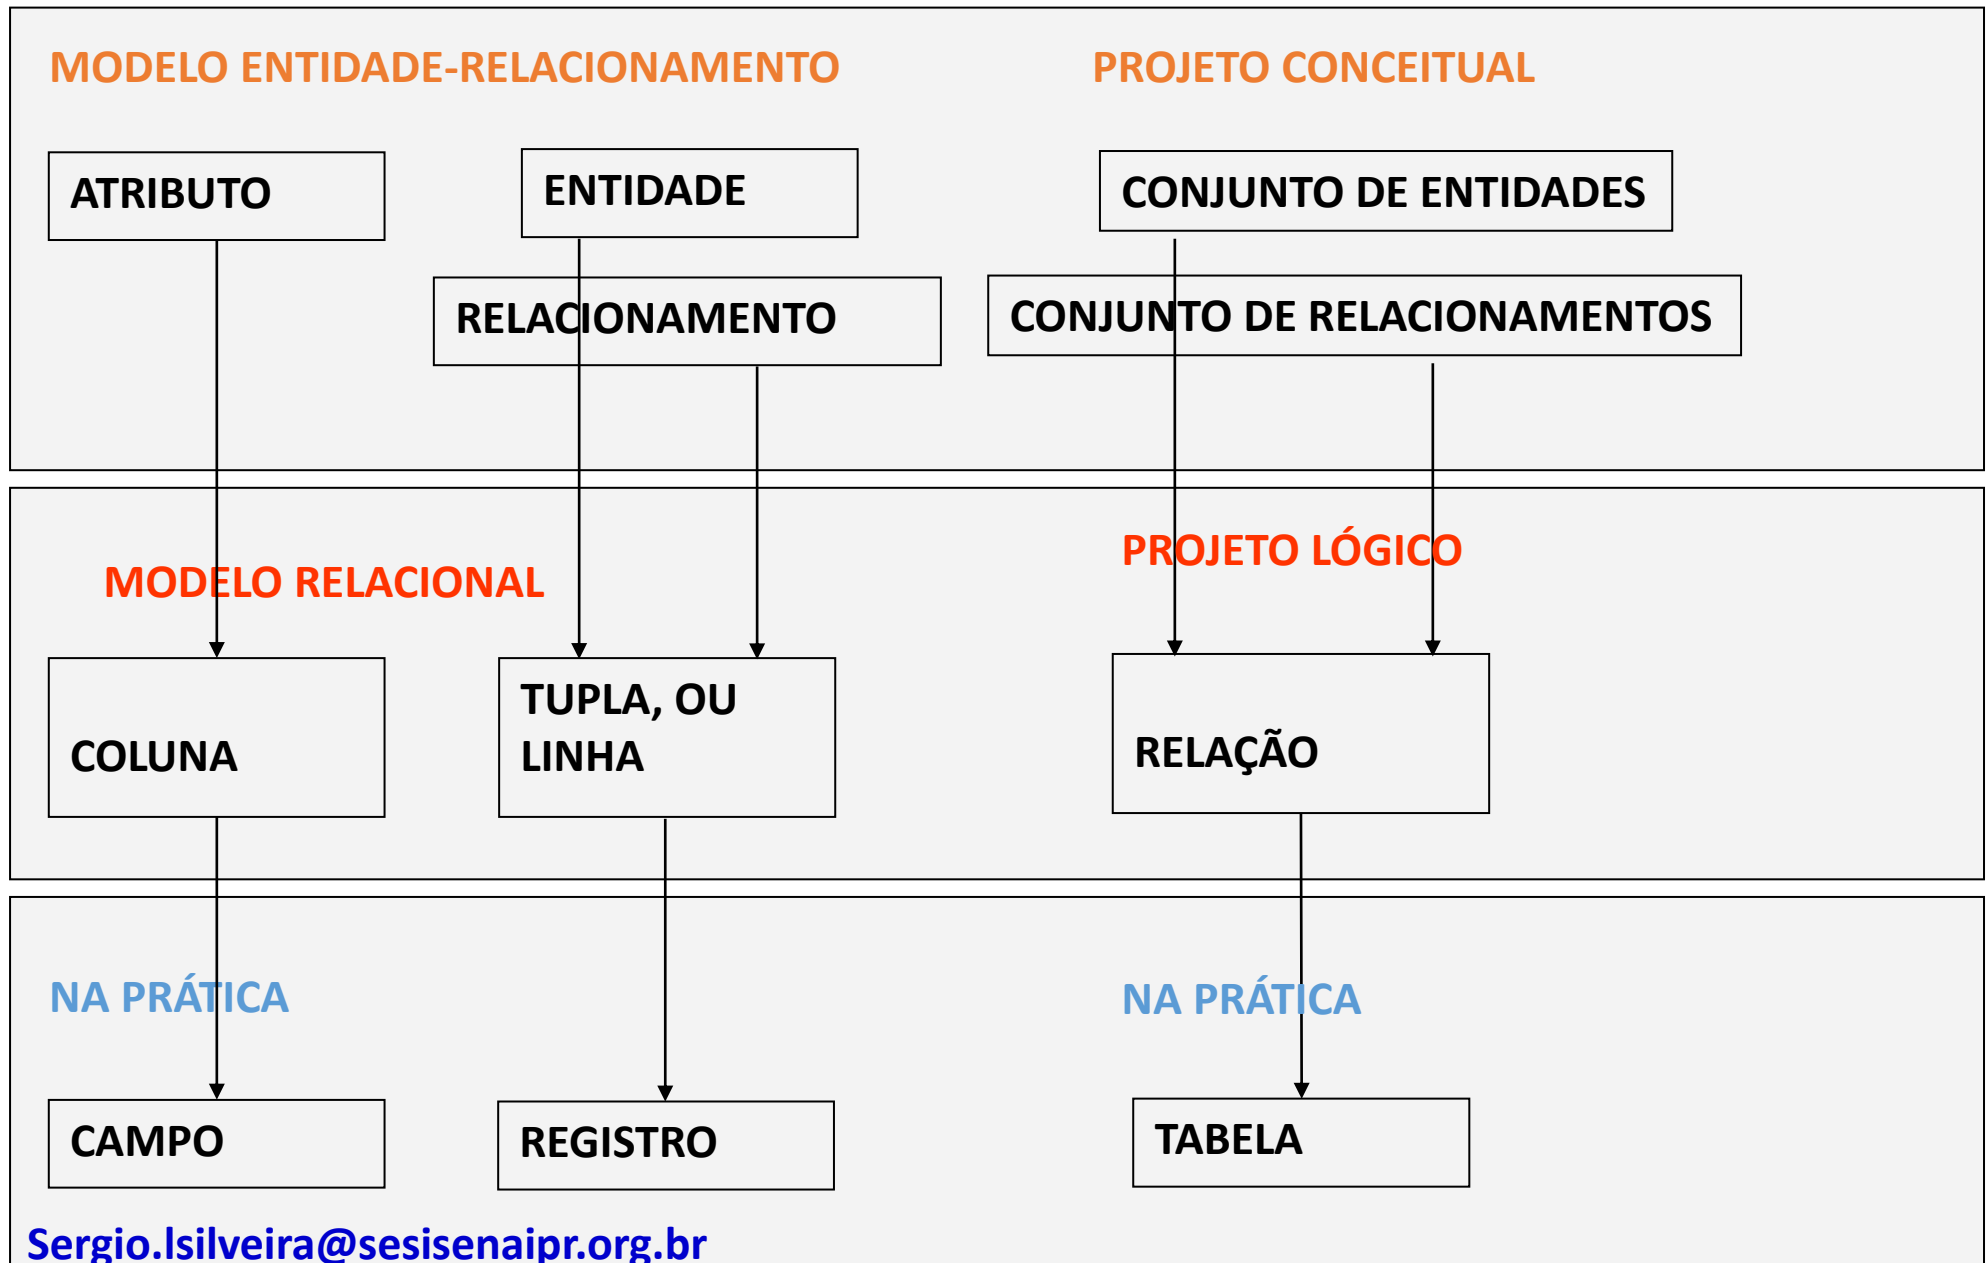 MODELO ENTIDADE-RELACIONAMENTO
PROJETO CONCEITUAL
ATRIBUTO
ENTIDADE
CONJUNTO DE ENTIDADES
RELACIONAMENTO
CONJUNTO DE RELACIONAMENTOS
MODELO RELACIONAL
PROJETO LÓGICO
COLUNA
TUPLA, OU
LINHA
RELAÇÃO
NA PRÁTICA
NA PRÁTICA
CAMPO
REGISTRO
TABELA
Sergio.lsilveira@sesisenaipr.org.br